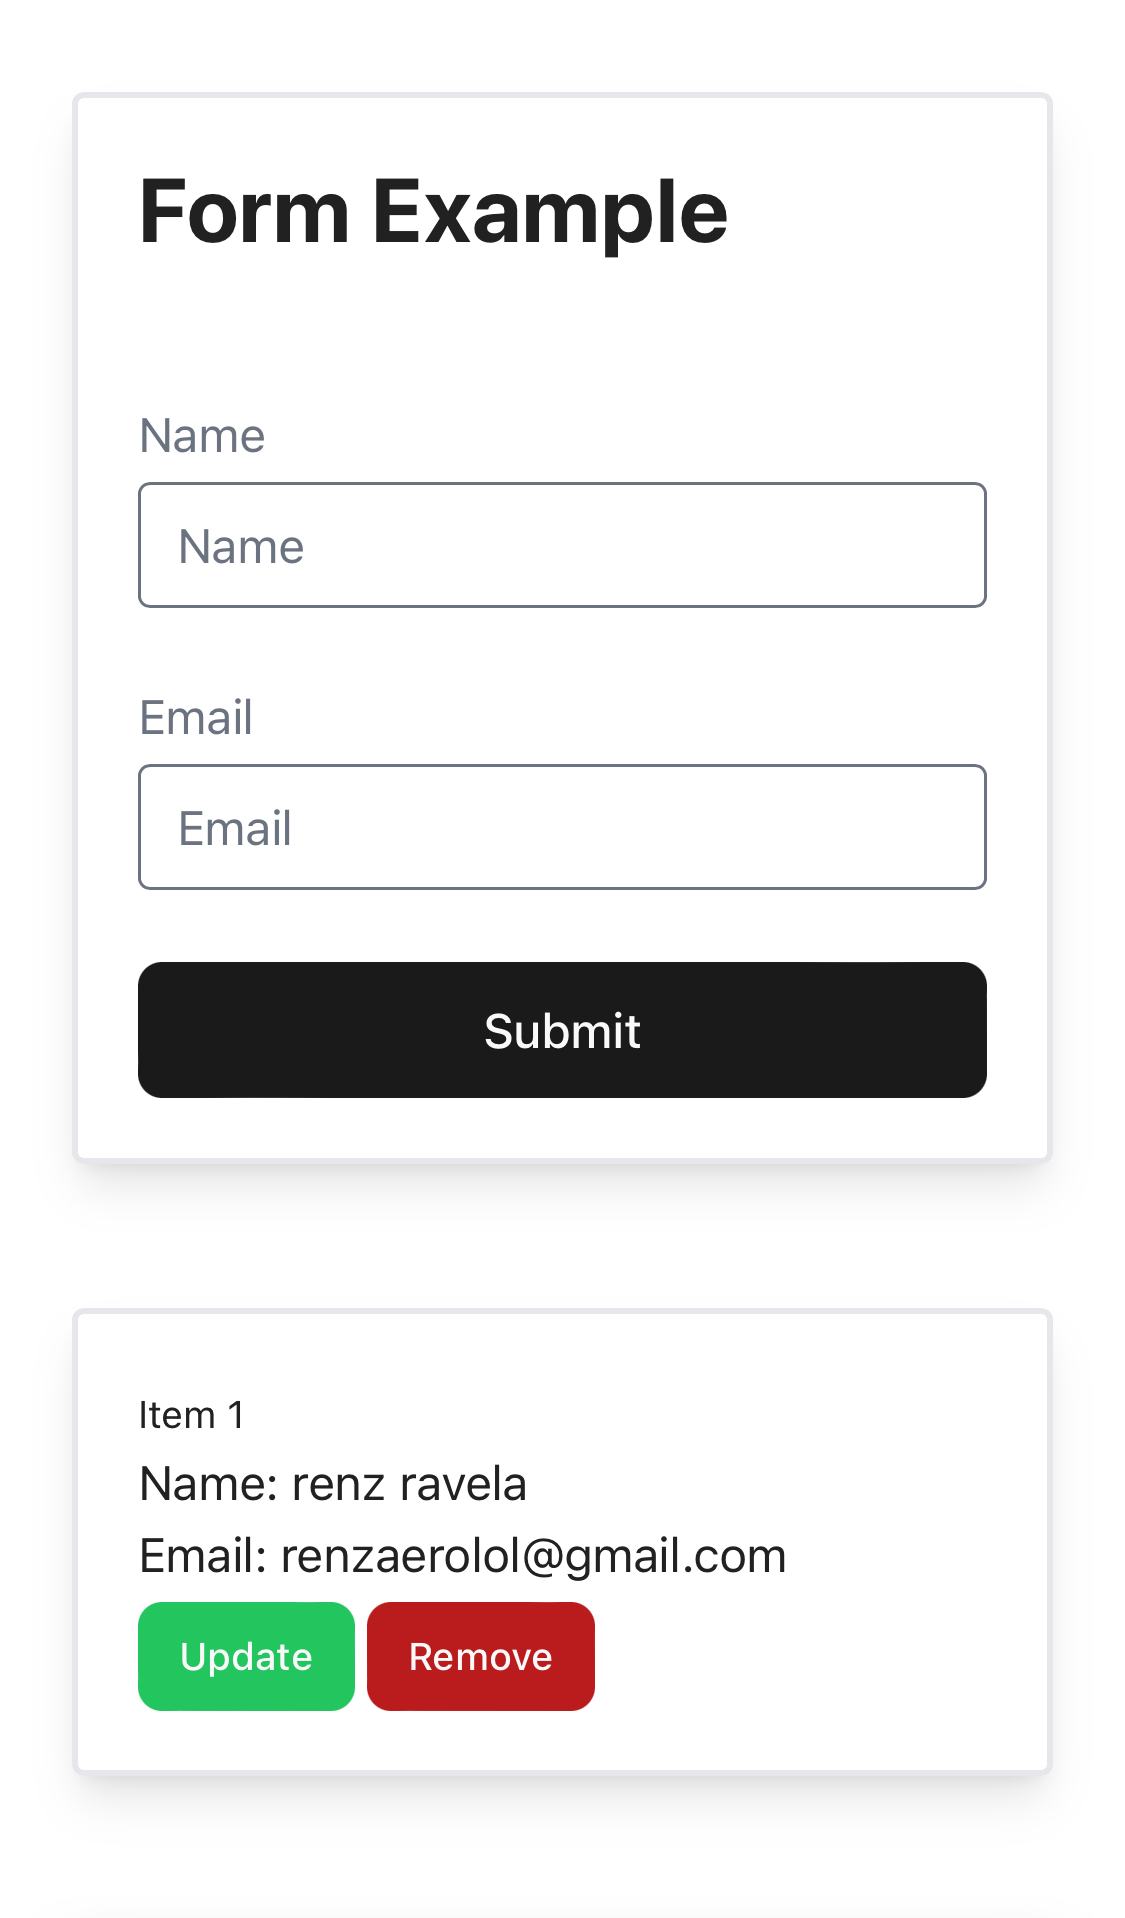 Form Example
Name
Name
Email
Email
Submit
Item 1
Name: renz ravela
Email: renzaerolol@gmail.com
Update Remove